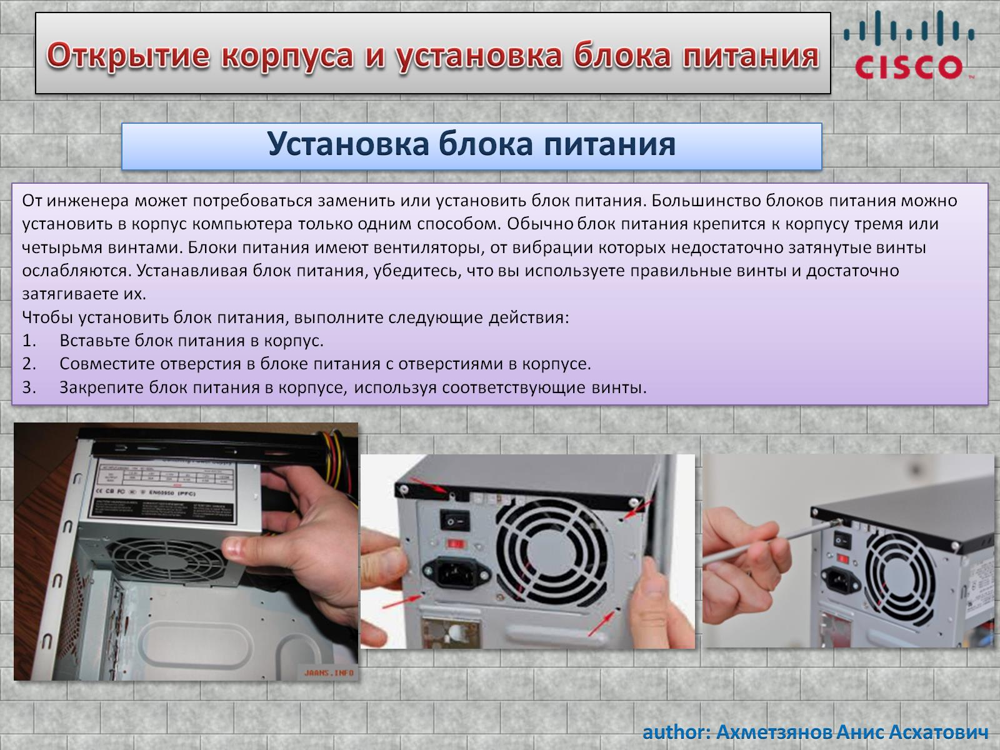 Открытие корпуса и установка блока питания
CISCO
Установка блока питания
От инженера может потребоваться заменить или установить блок питания. Большинство блоков питания можно
установить в корпус компьютера только одним способом. Обычно блок питания крепится к корпусу тремя или
четырьмя винтами. Блоки питания имеют вентиляторы, от вибрации которых недостаточно затянутые винты
ослабляются. Устанавливая блок питания, убедитесь, что вы используете правильные винты и достаточно
затягиваете их.
Чтобы установить блок питания, выполните следующие действия:
1. Вставьте блок питания в корпус.
2. Совместите отверстия в блоке питания с отверстиями в корпусе.
3. Закрепите блок питания в корпусе, используя соответствующие винты.
EN60950 (PFC)
JAANS.INFO
author: Ахметзянов Анис Асхатович